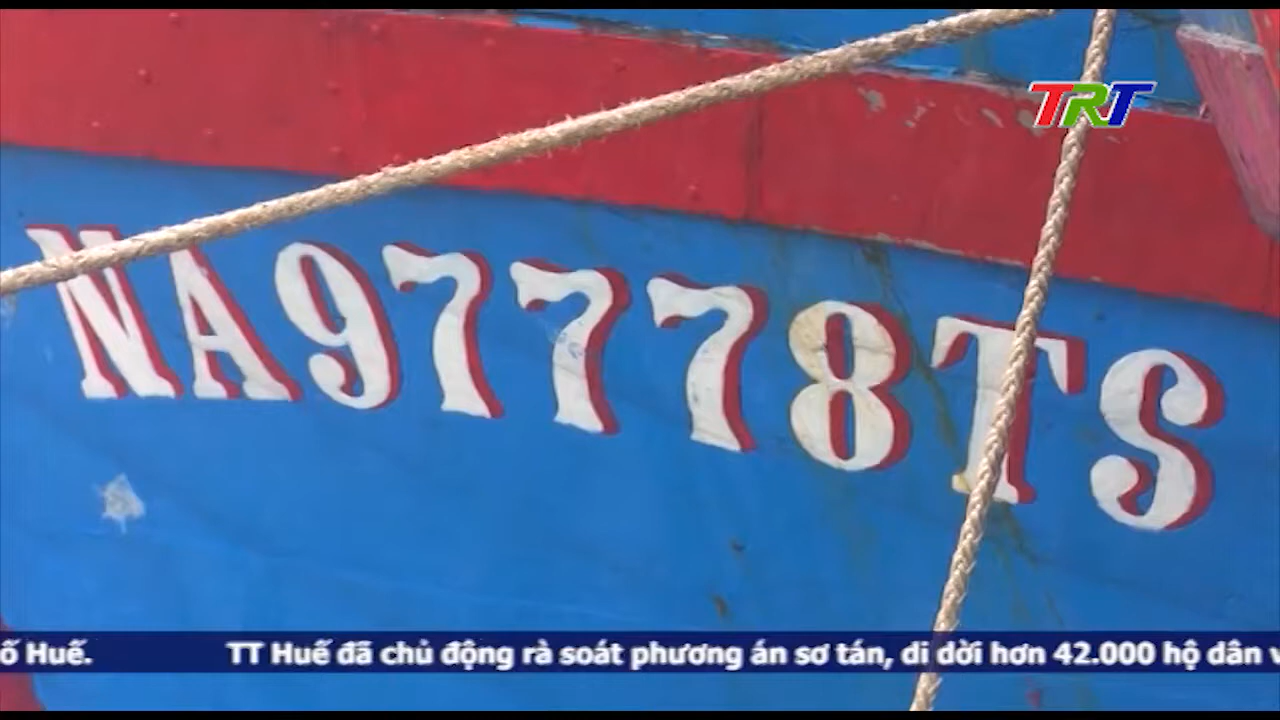 TRT
NA97778TS
ố Huế. TT Huế đã chủ động rà soát phương án sơ tán, di dời hơn 42.000 hộ dân v